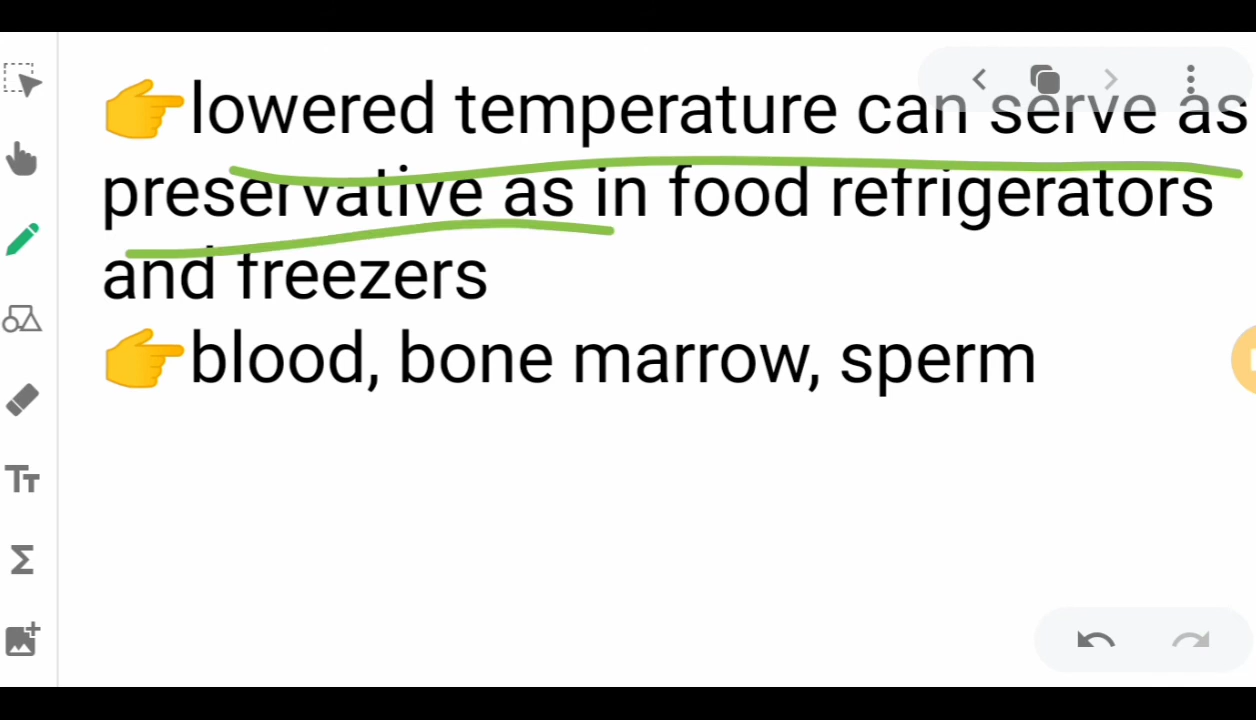 👉lowered temperature can serve as
preservative as in food refrigerators
and freezers
👉blood, bone marrow, sperm